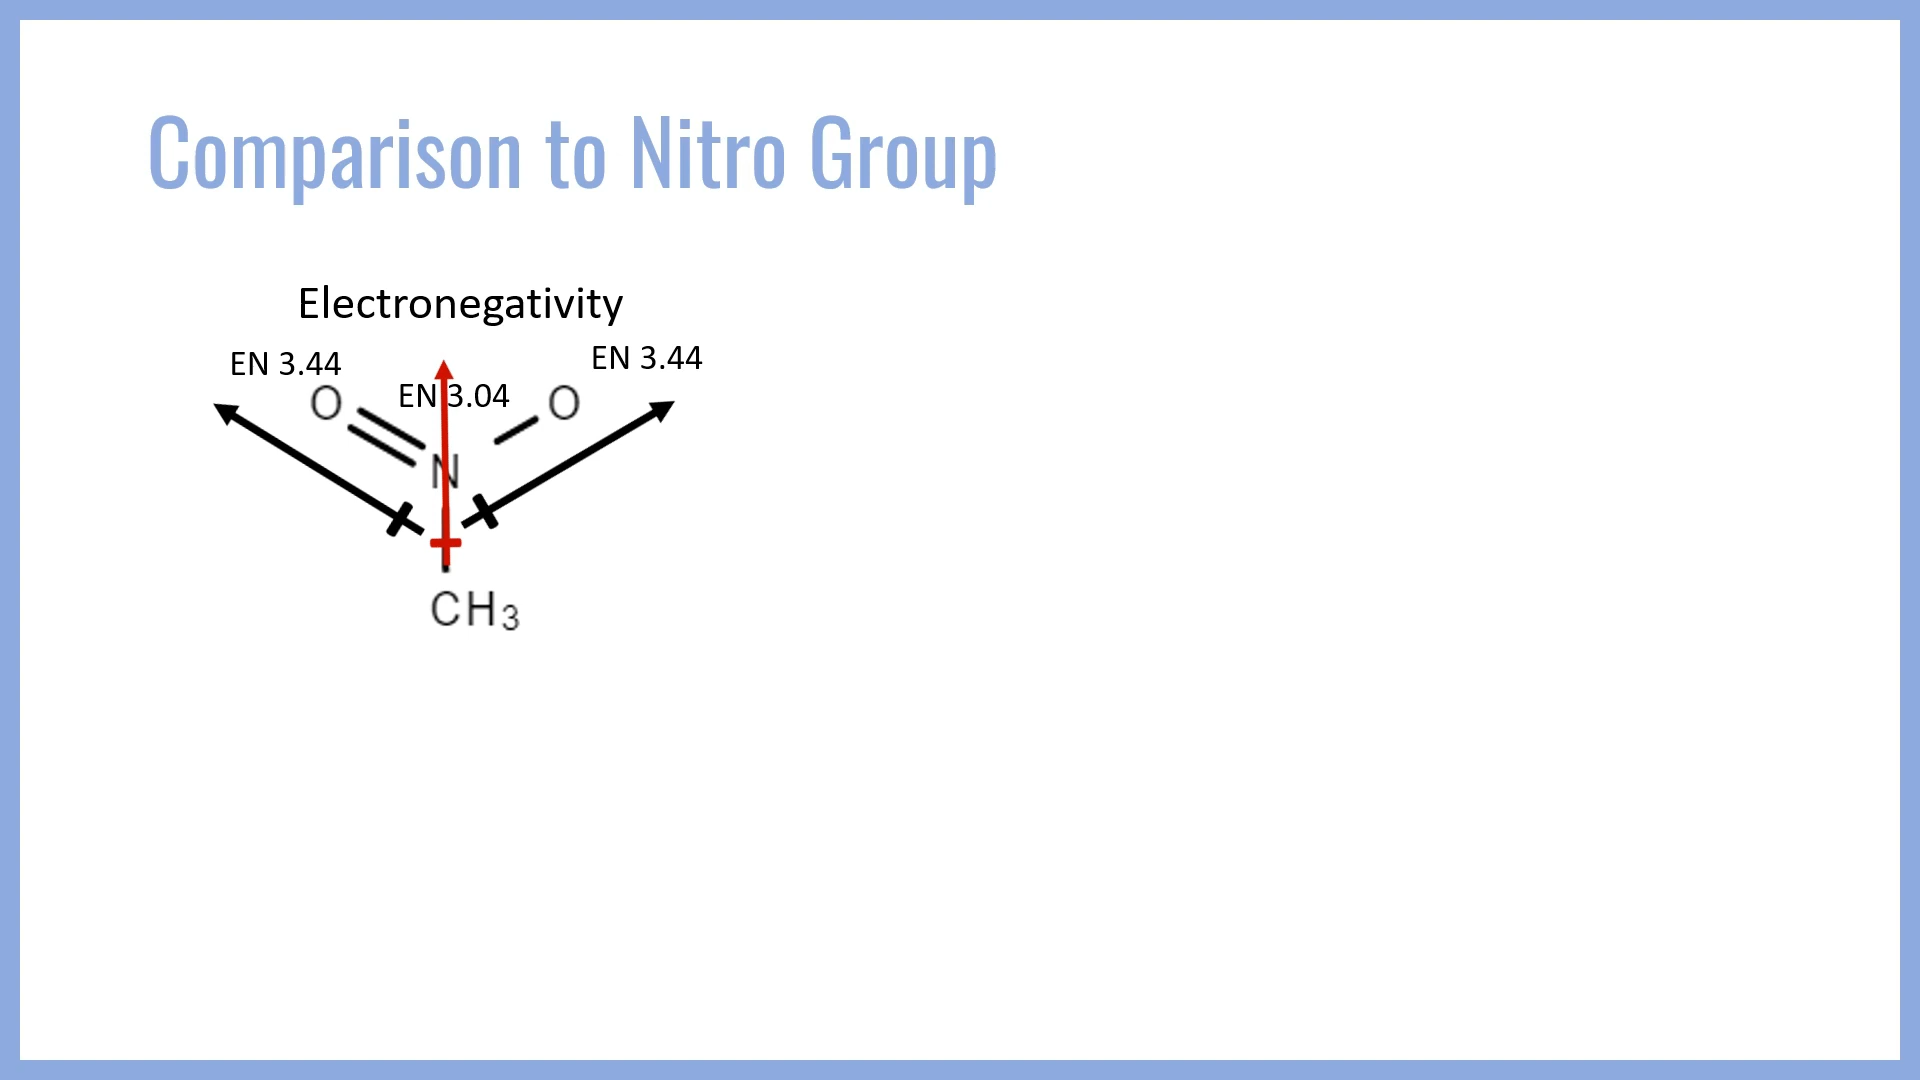 Comparison to Nitro Group
Electronegativity
EN 3.44
EN 3.44
EN 3.04
O
O
N
CH3